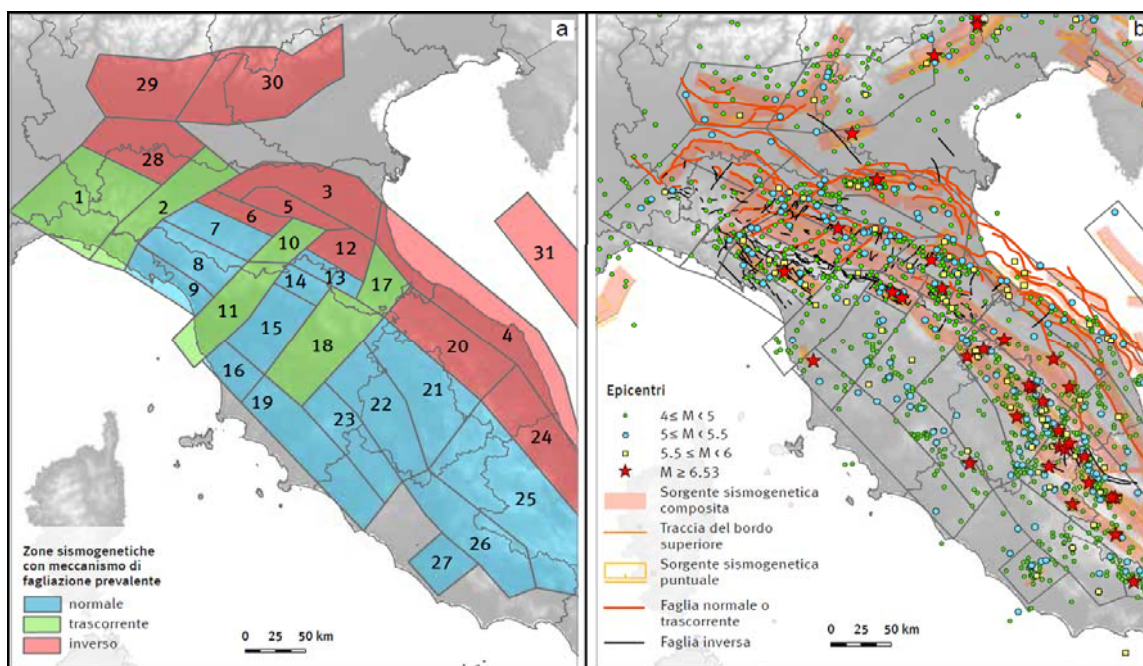 a
29
30
28
1
2
3
5
6
7
10
12
31
8
14
13
17
9
11
15
4
18
20
16
21
19
22
23
24
25
26
27
Zone sismogenetiche
con meccanismo di
fagliazione prevalente
normale
trascorrente
inverso
0 25 50 km
b
Epicentri
4≤ M < 5
5≤ M < 5.5
5.5 ≤ M < 6
M ≥ 6.53
Sorgente sismogenetica
composita
Traccia del bordo
superiore
Sorgente sismogenetica
puntuale
Faglia normale o
trascorrente
Faglia inversa
0 25 50 km